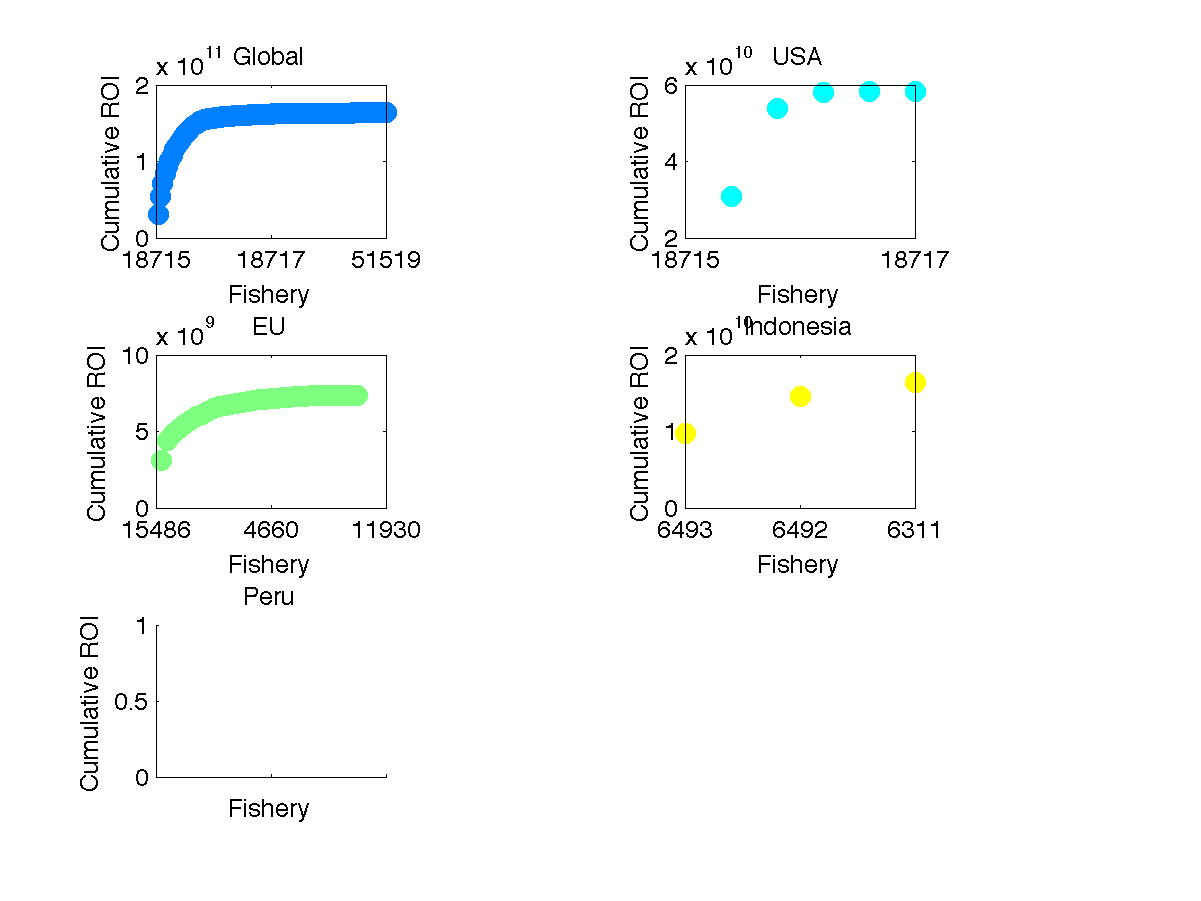 x 10^11 Global
Cumulative ROI
2
1
0
18715 18717 51519
Fishery
x 10^10 USA
Cumulative ROI
6
4
2
18715 18717
Fishery
x 10^9 EU
Cumulative ROI
10
5
0
15486 4660 11930
Fishery
x 10^10 Indonesia
Cumulative ROI
2
1
0
6493 6492 6311
Fishery
Peru
Cumulative ROI
1
0.5
0
Fishery